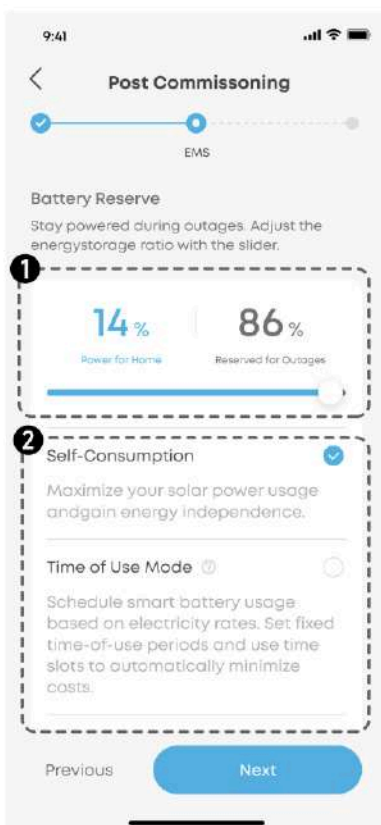 9:41
Post Commissoning
EMS
Battery Reserve
Stay powered during outages. Adjust the
energystorage ratio with the slider.
1
14 %
86 %
Power for Home
Reserved for Outages
2
Self-Consumption
Maximize your solar power usage
andgain energy independence.
Time of Use Mode ?
Schedule smart battery usage
based on electricity rates. Set fixed
time-of-use periods and use time
slots to automatically minimize
costs.
Previous
Next